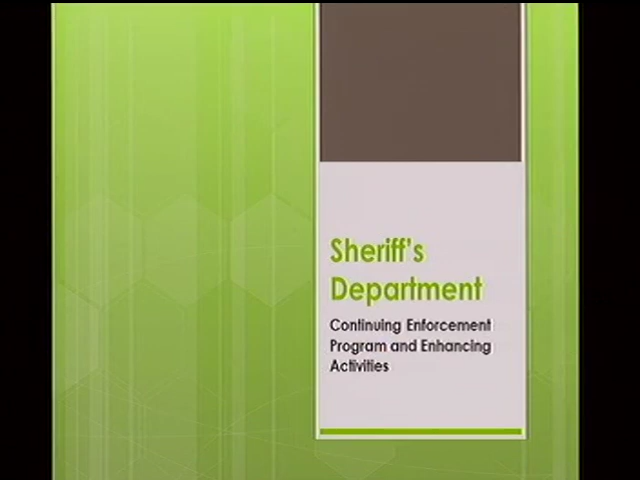 Sheriff's
Department
Continuing Enforcement
Program and Enhancing
Activities